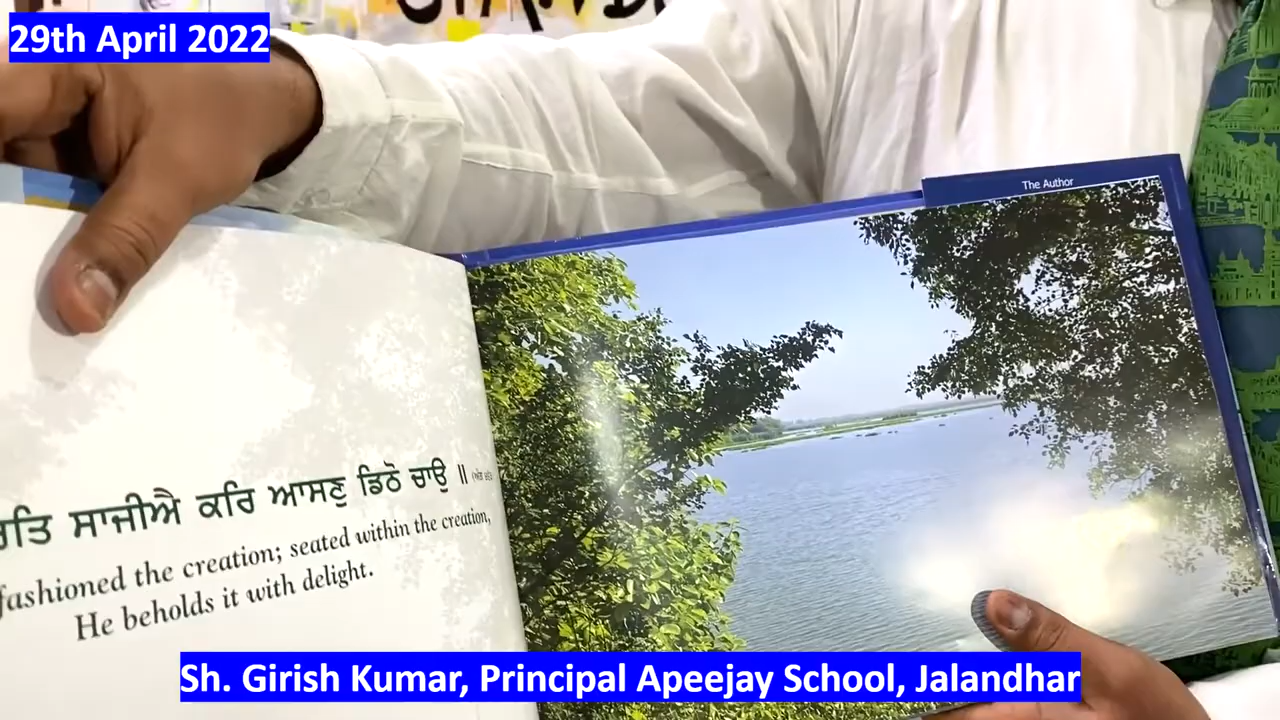 29th April 2022
The Author
ਸਾਜੀਐ ਕਰਿ ਆਸਣੁ ਡਿਠੋ ਚਾਉ ॥
fashioned the creation; seated within the creation,
He beholds it with delight.
Sh. Girish Kumar, Principal Apeejay School, Jalandhar